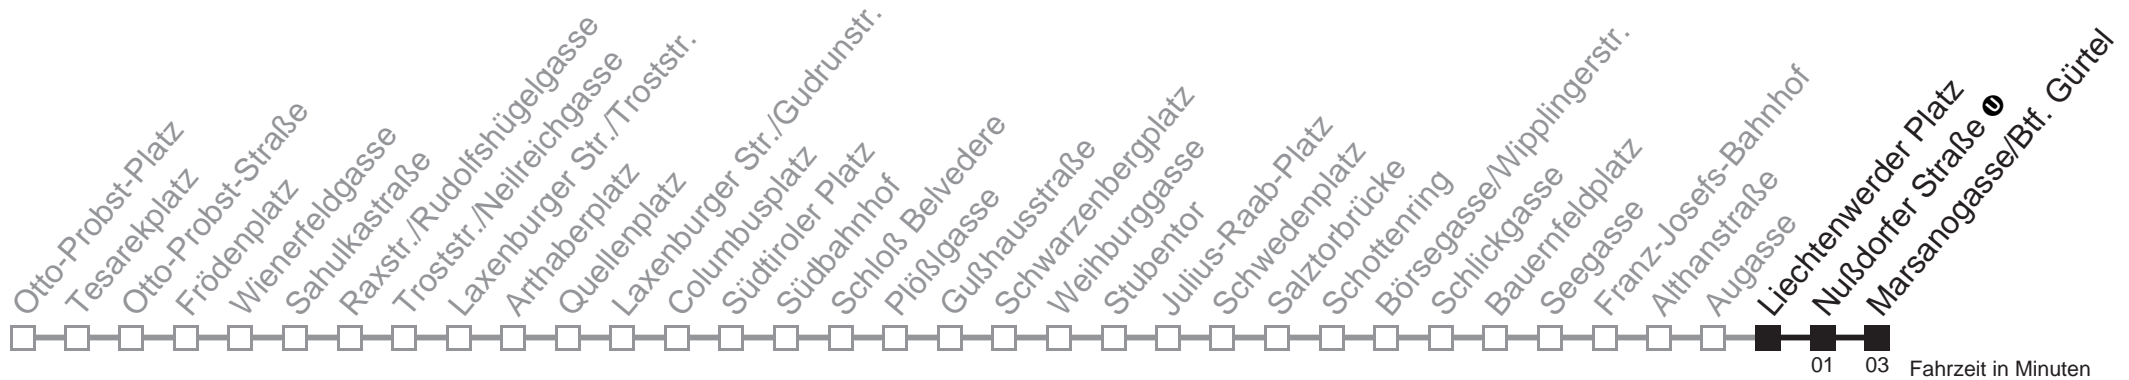 Otto-Probst-Platz
Tesarekplatz
Otto-Probst-Straße
Frödenplatz
Wienerfeldgasse
Sahulkastraße
Raxstr./Rudolfshügelgasse
Troststr./Neilreichgasse
Laxenburger Str./Troststr.
Arthaberplatz
Quellenplatz
Laxenburger Str./Gudrunstr.
Columbusplatz
Südtiroler Platz
Südbahnhof
Schloß Belvedere
Plößlgasse
Gußhausstraße
Schwarzenbergplatz
Weihburggasse
Stubentor
Julius-Raab-Platz
Schwedenplatz
Salztorbrücke
Schottenring
Börsegasse/Wipplingerstr.
Schlickgasse
Bauernfeldplatz
Seegasse
Franz-Josefs-Bahnhof
Althanstraße
Augasse
Liechtenwerder Platz
Nußdorfer Straße U
Marsanogasse/Btf. Gürtel
01 03 Fahrzeit in Minuten